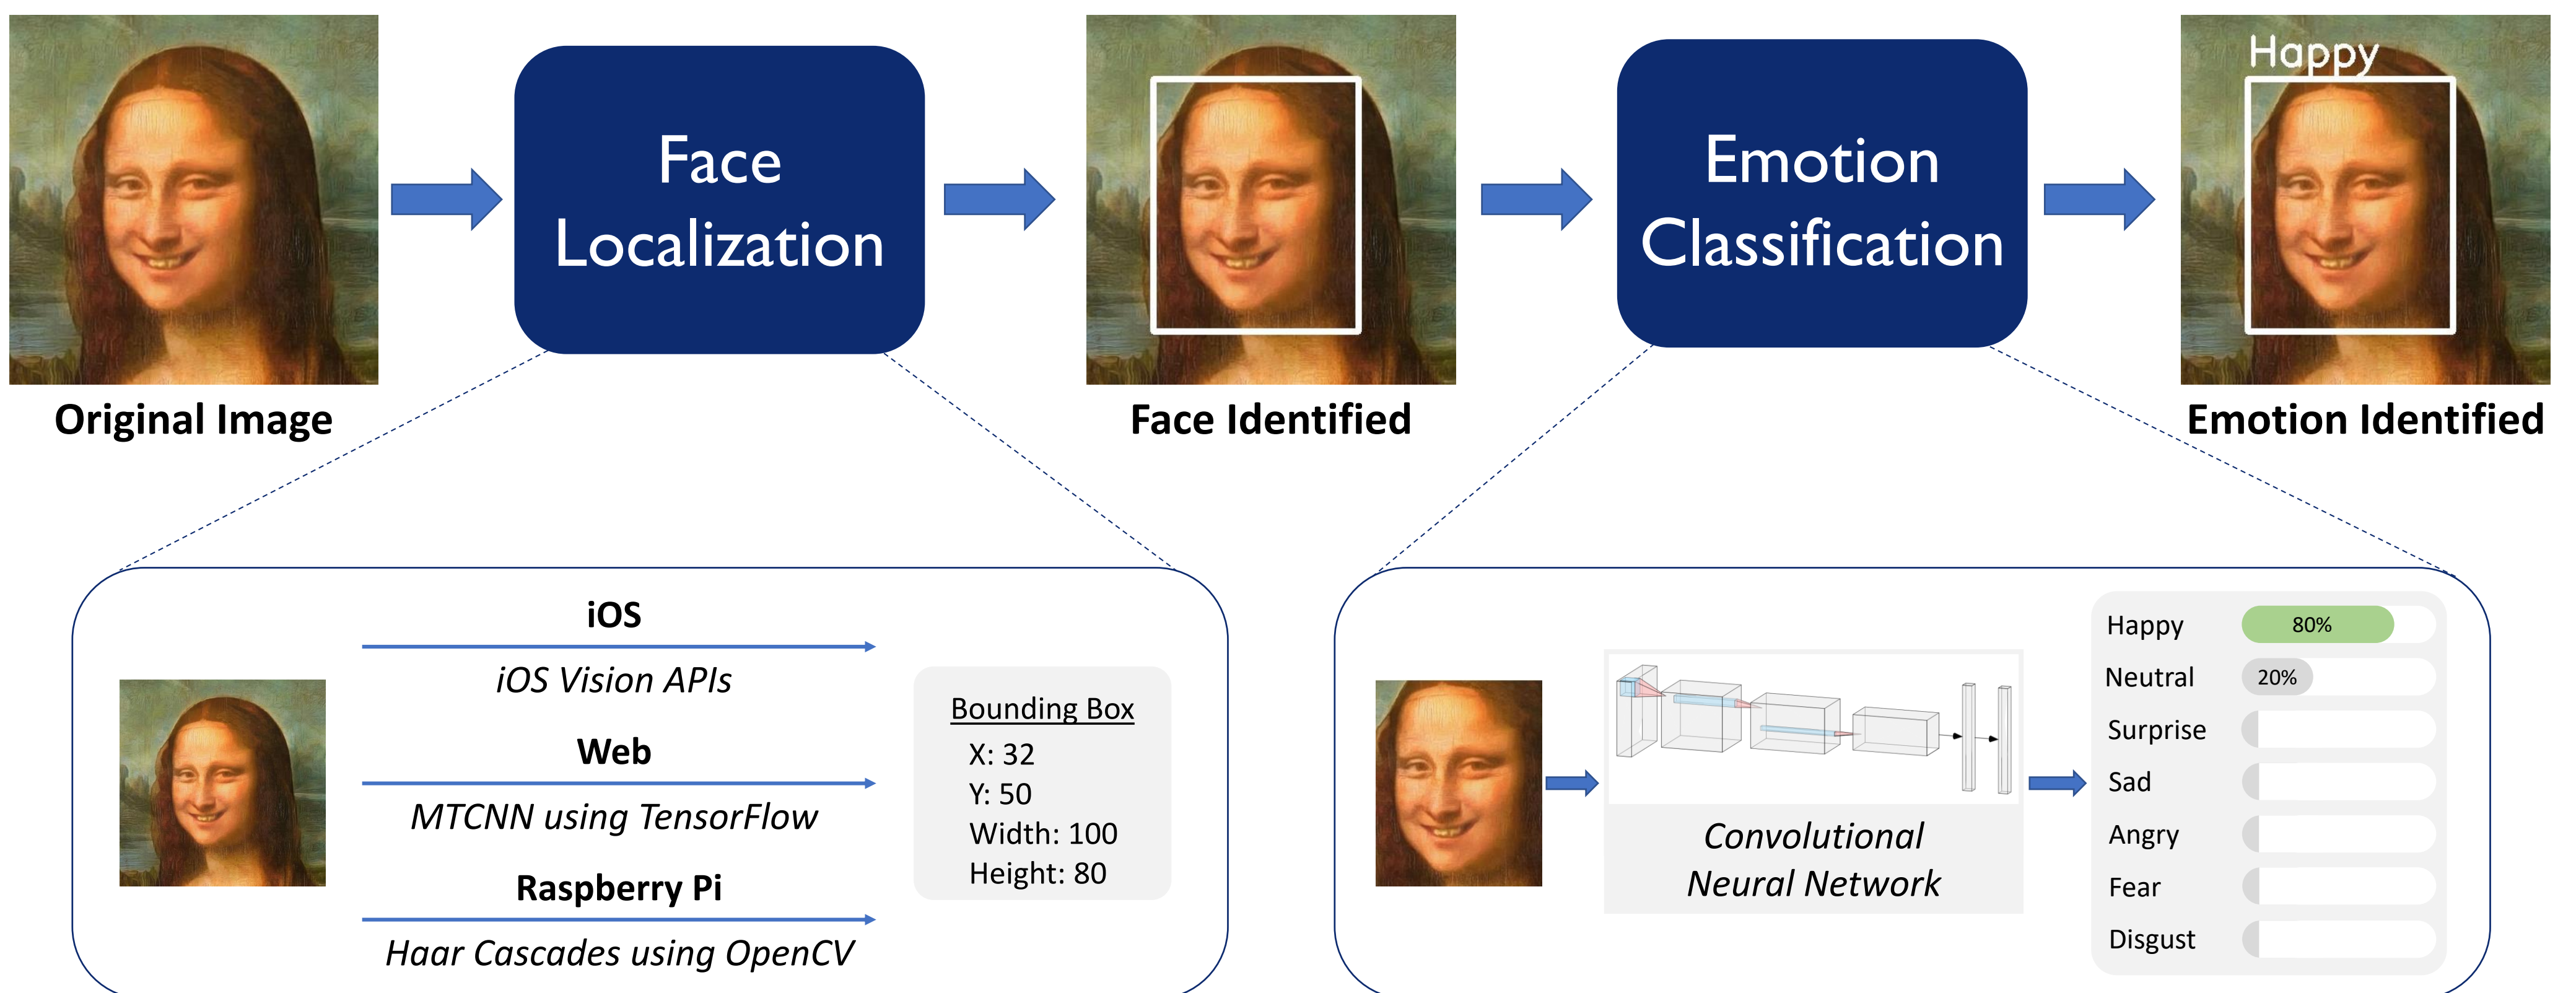 Face
Localization
Emotion
Classification
Happy
Original Image
Face Identified
Emotion Identified
iOS
iOS Vision APIs
Web
MTCNN using TensorFlow
Raspberry Pi
Haar Cascades using OpenCV
Bounding Box
X: 32
Y: 50
Width: 100
Height: 80
Convolutional
Neural Network
Happy 80%
Neutral 20%
Surprise
Sad
Angry
Fear
Disgust